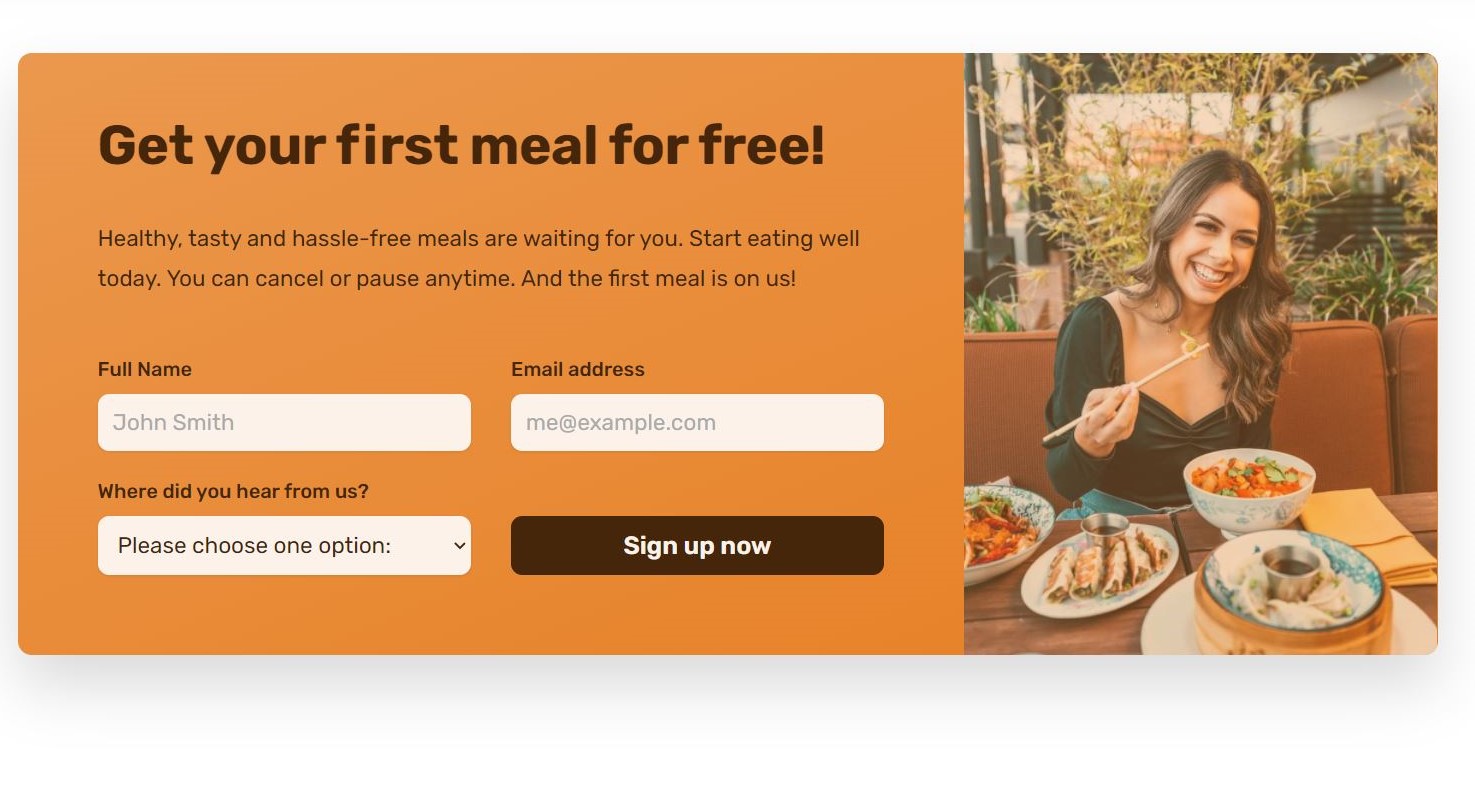 Get your first meal for free!
Healthy, tasty and hassle-free meals are waiting for you. Start eating well
today. You can cancel or pause anytime. And the first meal is on us!
Full Name
Email address
John Smith
me@example.com
Where did you hear from us?
Please choose one option:
Sign up now